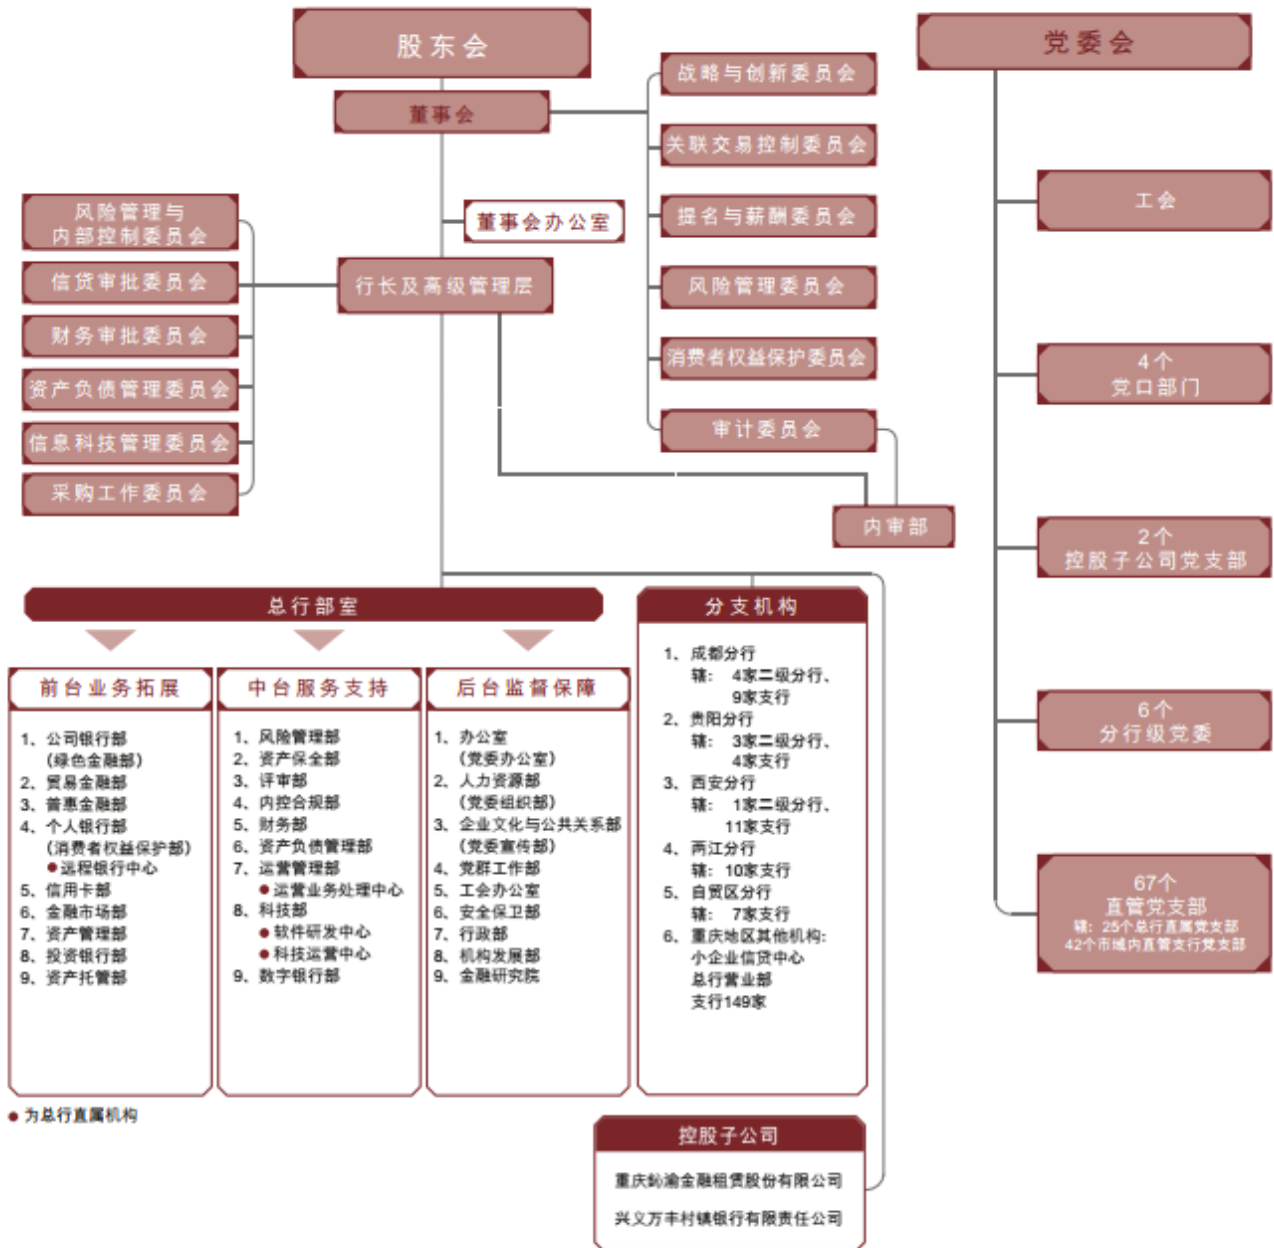 股东会
董事会
战略与创新委员会
关联交易控制委员会
提名与薪酬委员会
风险管理委员会
消费者权益保护委员会
审计委员会
董事会办公室
行长及高级管理层
风险管理与
内部控制委员会
信贷审批委员会
财务审批委员会
资产负债管理委员会
信息科技管理委员会
采购工作委员会
内审部
党委会
工会
4个
党口部门
2个
控股子公司党支部
6个
分行级党委
67个
直管党支部
辖：25个总行直属党支部
42个市域内直管支行党支部
总行部室
前台业务拓展
1、公司银行部
（绿色金融部）
2、贸易金融部
3、普惠金融部
4、个人银行部
（消费者权益保护部）
●远程银行中心
5、信用卡部
6、金融市场部
7、资产管理部
8、投资银行部
9、资产托管部
中台服务支持
1、风险管理部
2、资产保全部
3、评审部
4、内控合规部
5、财务部
6、资产负债管理部
7、运营管理部
●运营业务处理中心
8、科技部
●软件研发中心
●科技运营中心
9、数字银行部
后台监督保障
1、办公室
（党委办公室）
2、人力资源部
（党委组织部）
3、企业文化与公共关系部
（党委宣传部）
4、党群工作部
5、工会办公室
6、安全保卫部
7、行政部
8、机构发展部
9、金融研究院
分支机构
1、成都分行
辖：4家二级分行、
9家支行
2、贵阳分行
辖：3家二级分行、
4家支行
3、西安分行
辖：1家二级分行、
11家支行
4、两江分行
辖：10家支行
5、自贸区分行
辖：7家支行
6、重庆地区其他机构：
小企业信贷中心
总行营业部
支行149家
●为总行直属机构
控股子公司
重庆鈊渝金融租赁股份有限公司
兴义万丰村镇银行有限责任公司